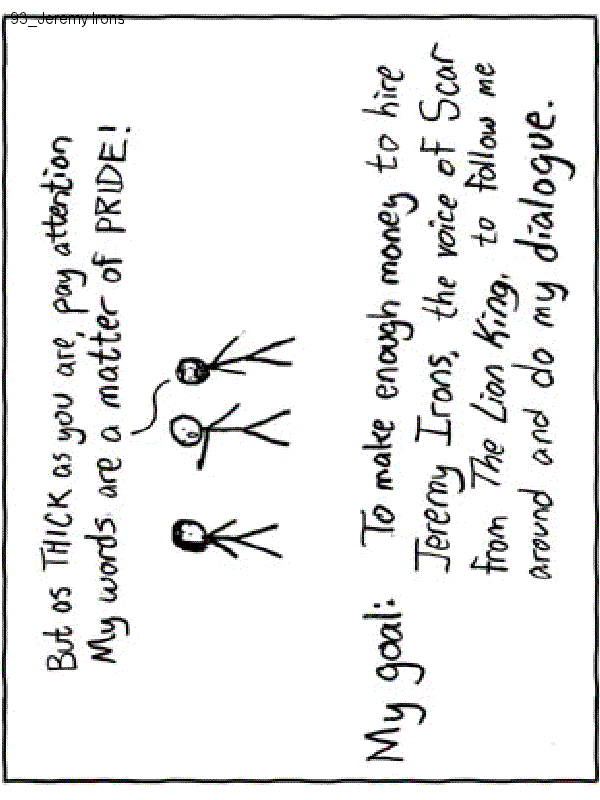 93_Jeremy Irons
But as THICK as you are, pay attention
My words are a matter of PRIDE!
My goal: To make enough money to hire
Jeremy Irons, the voice of Scar
from The Lion King, to follow me
around and do my dialogue.